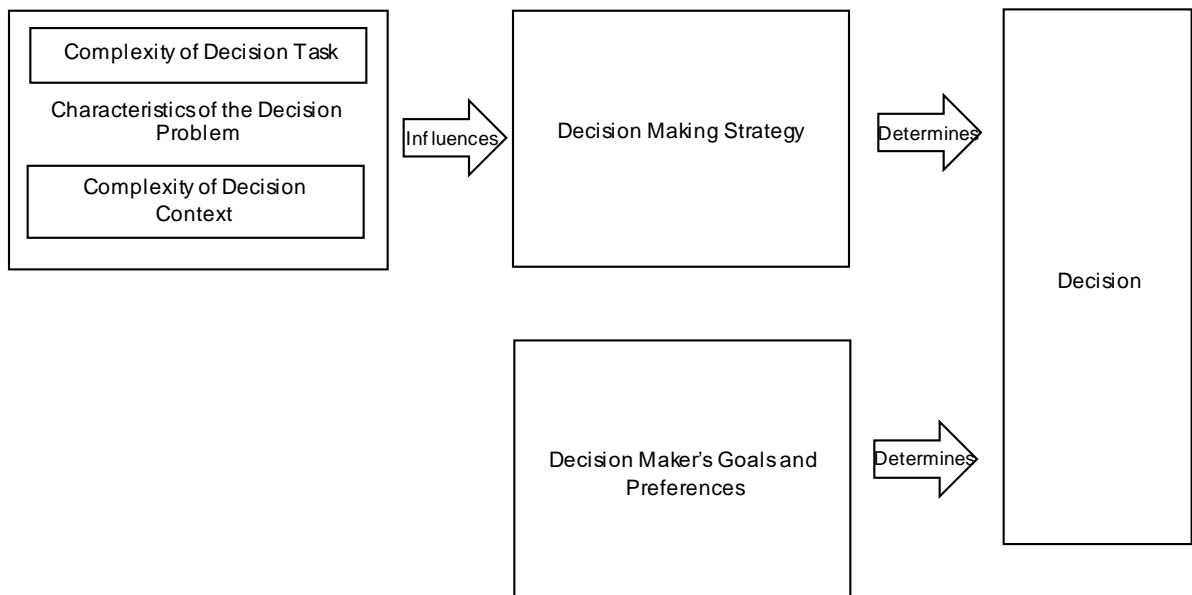 Complexity of Decision Task
Characteristics of the Decision
Problem
Complexity of Decision
Context
Influences
Decision Making Strategy
Determines
Decision
Decision Maker's Goals and
Preferences
Determines